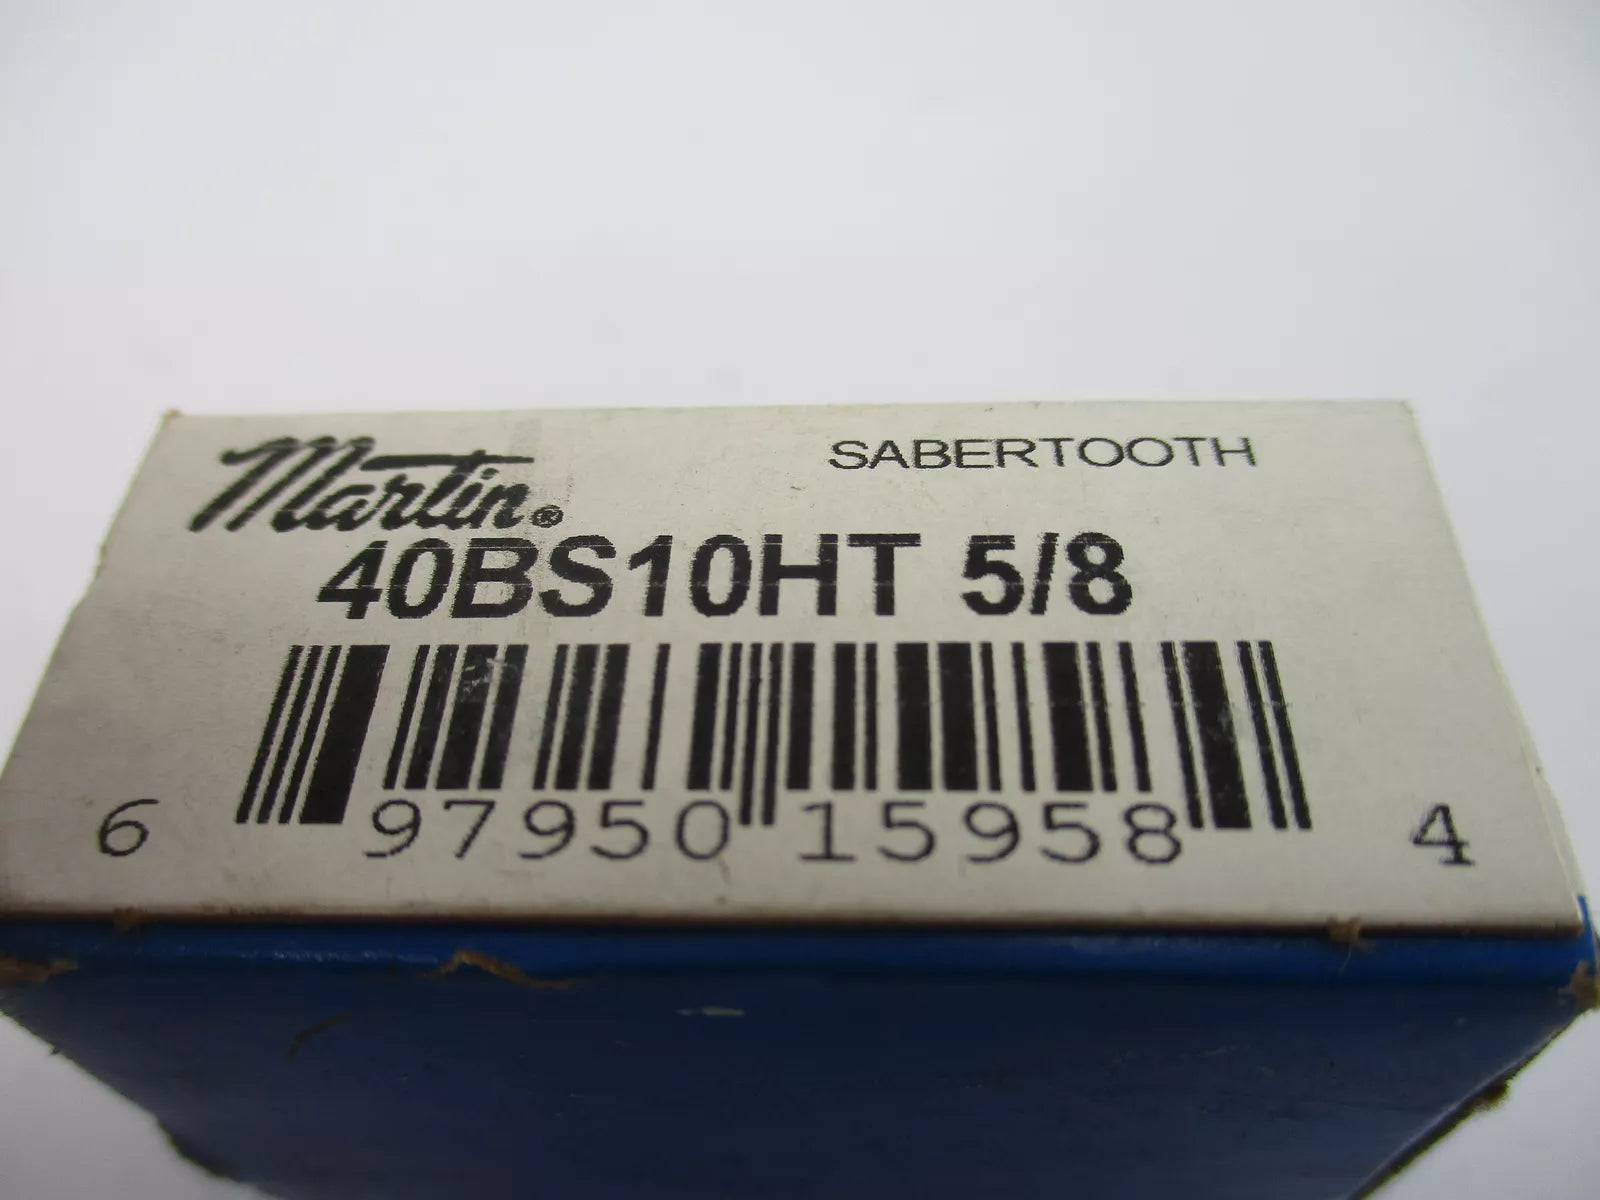 Martin® SABERTOOTH
40BS10HT 5/8
6 97950 15958 4